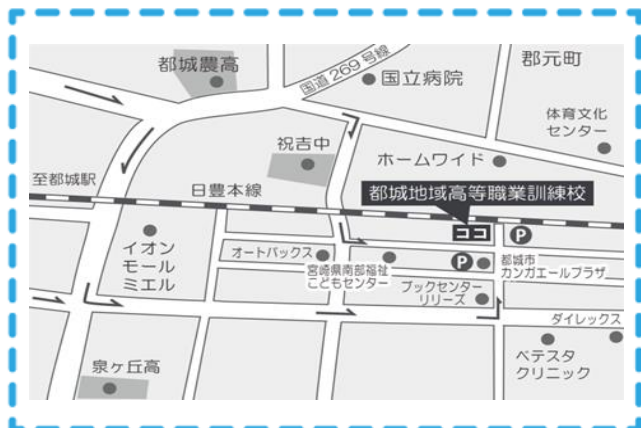 都城農高
国道269号線
国立病院
郡元町
体育文化
センター
祝吉中
ホームワイド
至都城駅
日豊本線
都城地域高等職業訓練校
ココ
P
イオン
モール
ミエル
オートバックス
宮崎県南部福祉
こどもセンター
P
都城市
カンガエールプラザ
ブックセンター
リリーズ
ダイレックス
ベテスタ
クリニック
泉ヶ丘高